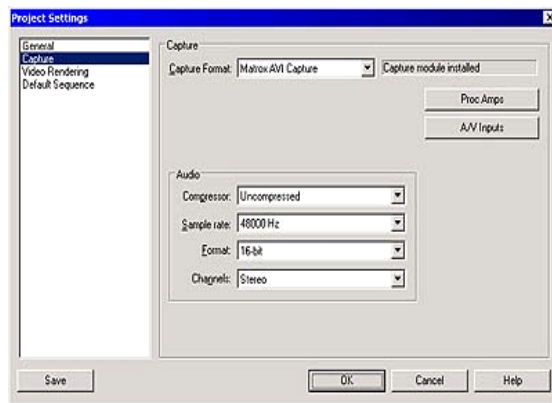 Project Settings
General
Capture
Video Rendering
Default Sequence
Capture
Capture Format: Matrox AVI Capture Capture module installed
Proc Amps
A/V Inputs
Audio
Compressor: Uncompressed
Sample rate: 48000 Hz
Format: 16-bit
Channels: Stereo
Save OK Cancel Help